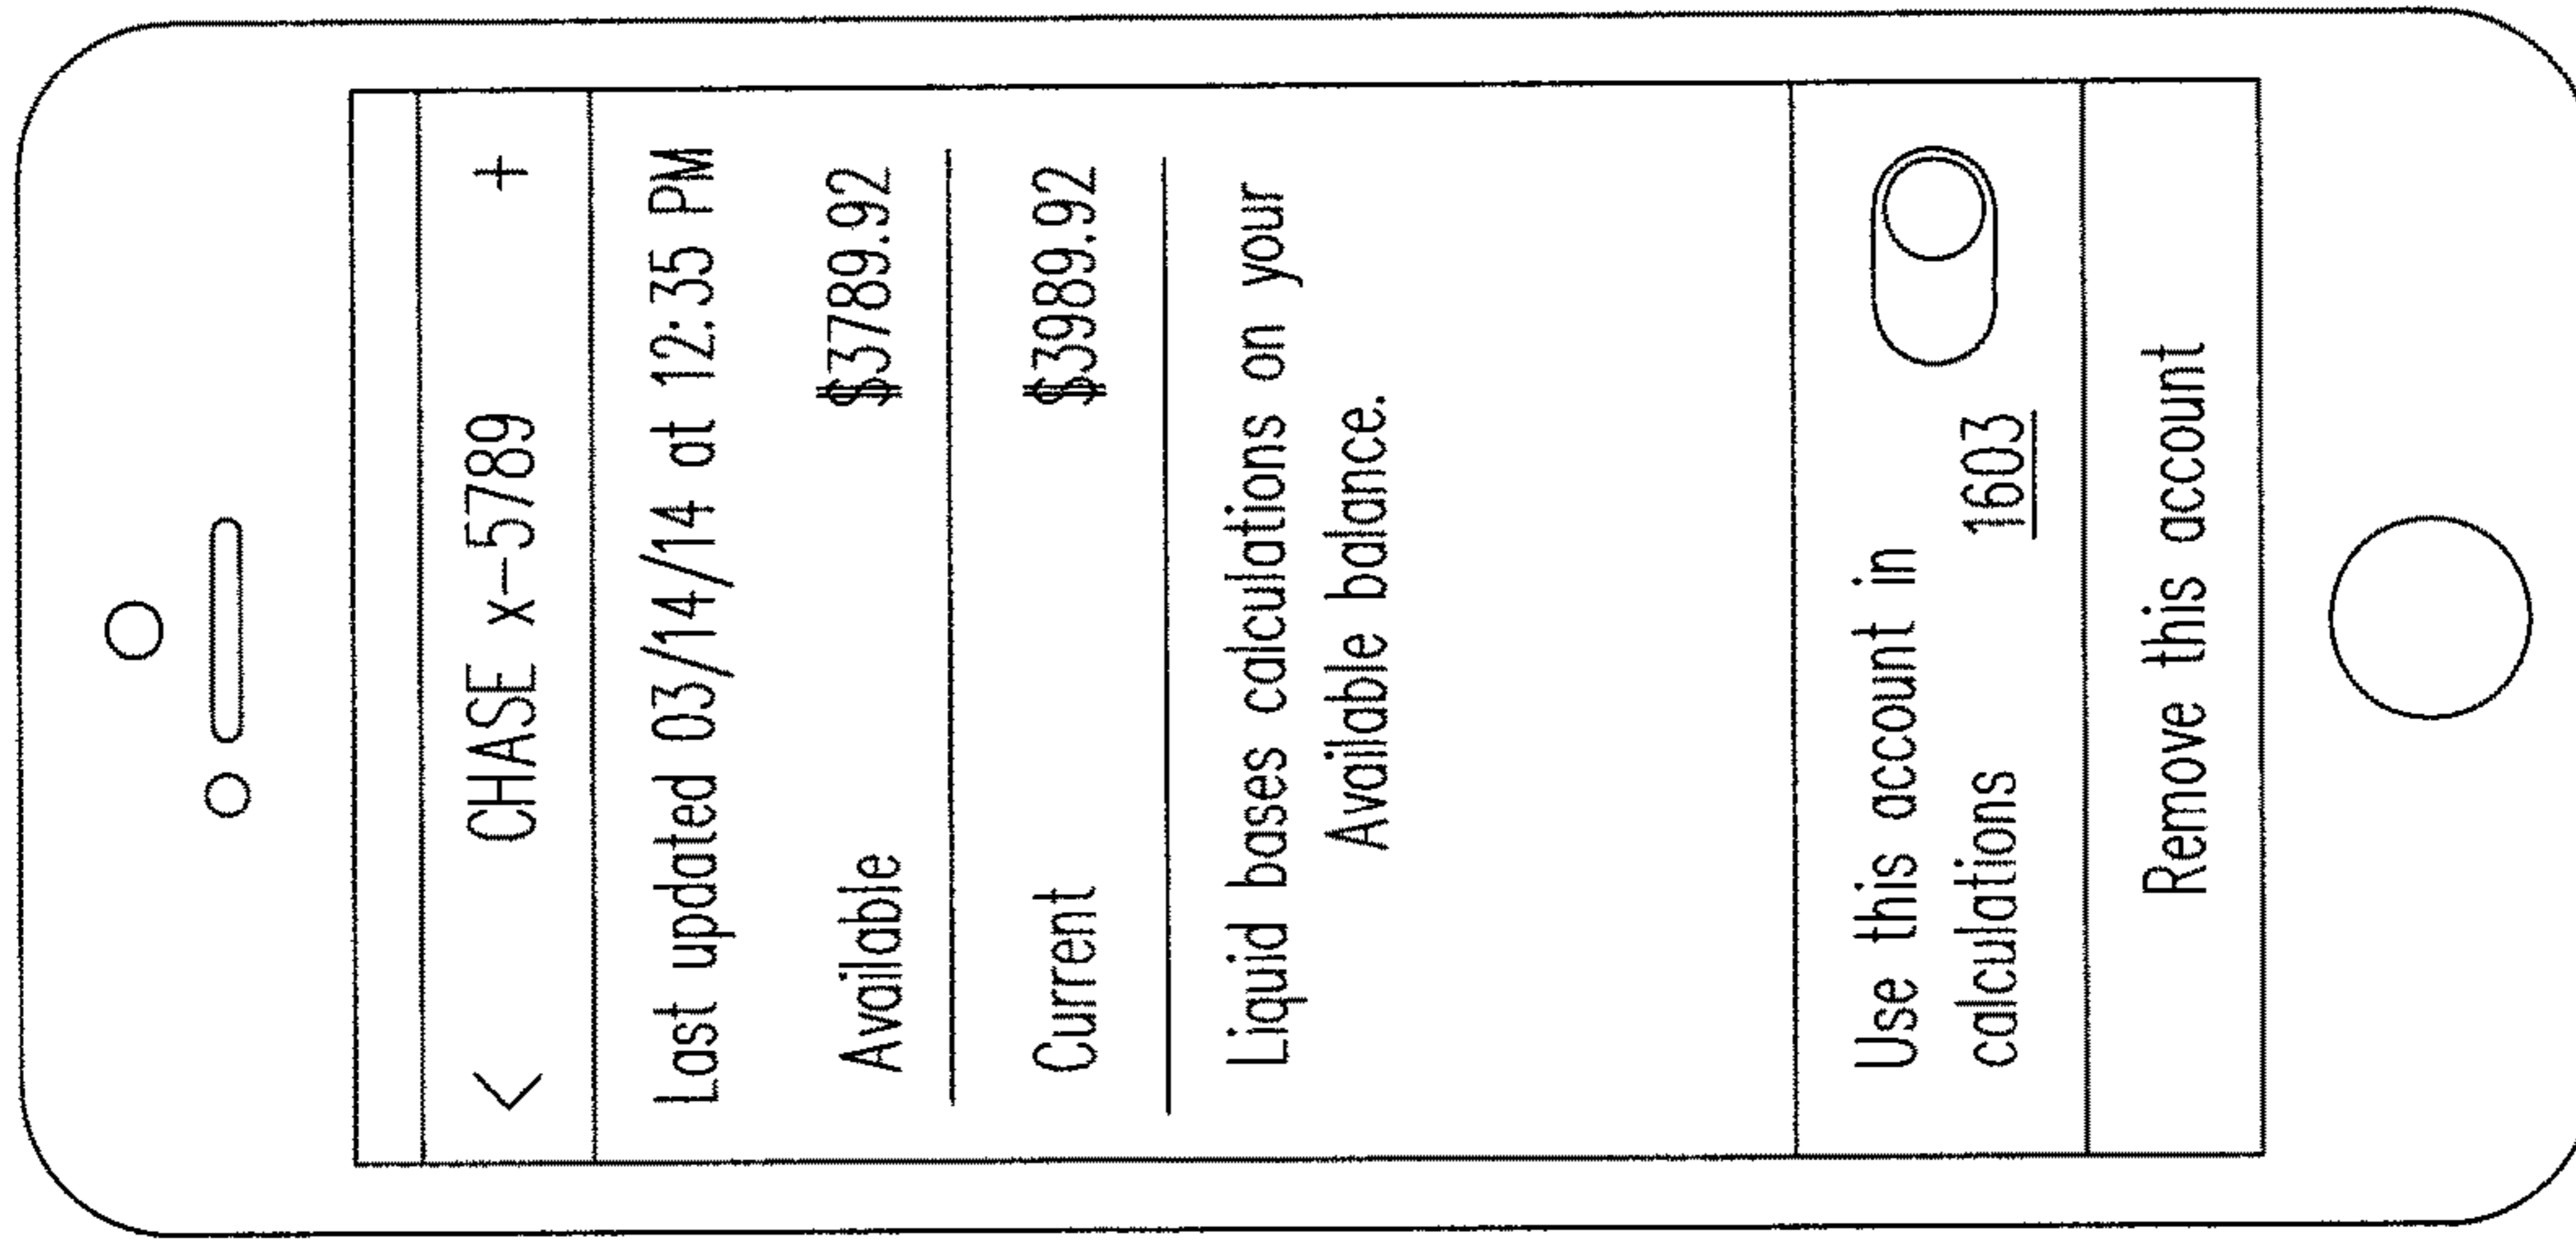 < CHASE x-5789 +
Last updated 03/14/14 at 12:35 PM
Available $3789.92
Current $3989.92
Liquid bases calculations on your
Available balance.
Use this account in
calculations 1603
Remove this account